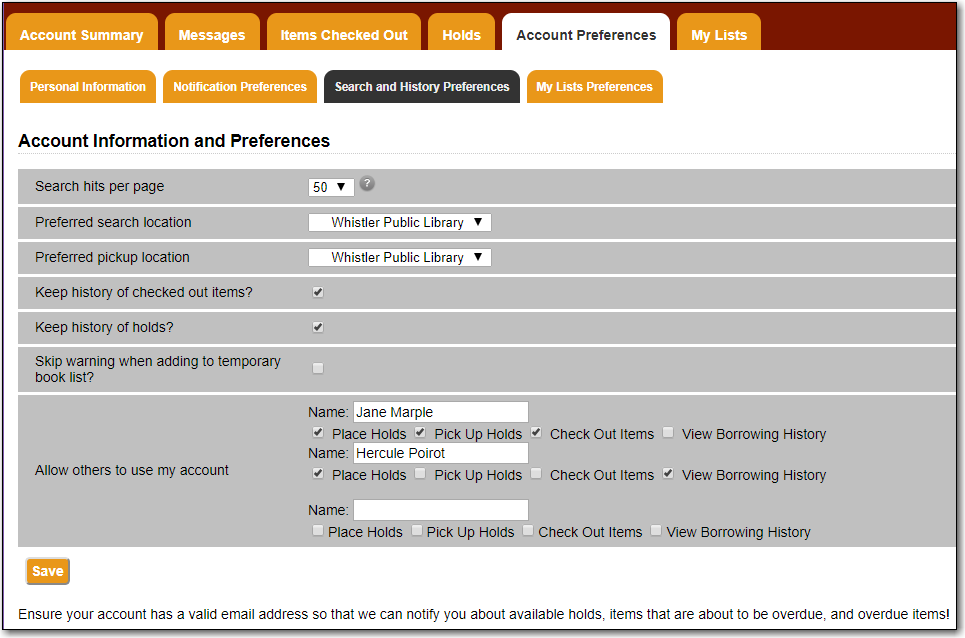 Account Summary Messages Items Checked Out Holds Account Preferences My Lists
Personal Information Notification Preferences Search and History Preferences My Lists Preferences
Account Information and Preferences
Search hits per page 50 ▼ ?
Preferred search location Whistler Public Library ▼
Preferred pickup location Whistler Public Library ▼
Keep history of checked out items?
Keep history of holds?
Skip warning when adding to temporary
book list?
Name: Jane Marple
Place Holds Pick Up Holds Check Out Items View Borrowing History
Name: Hercule Poirot
Allow others to use my account
Place Holds Pick Up Holds Check Out Items View Borrowing History
Name:
Place Holds Pick Up Holds Check Out Items View Borrowing History
Save
Ensure your account has a valid email address so that we can notify you about available holds, items that are about to be overdue, and overdue items!